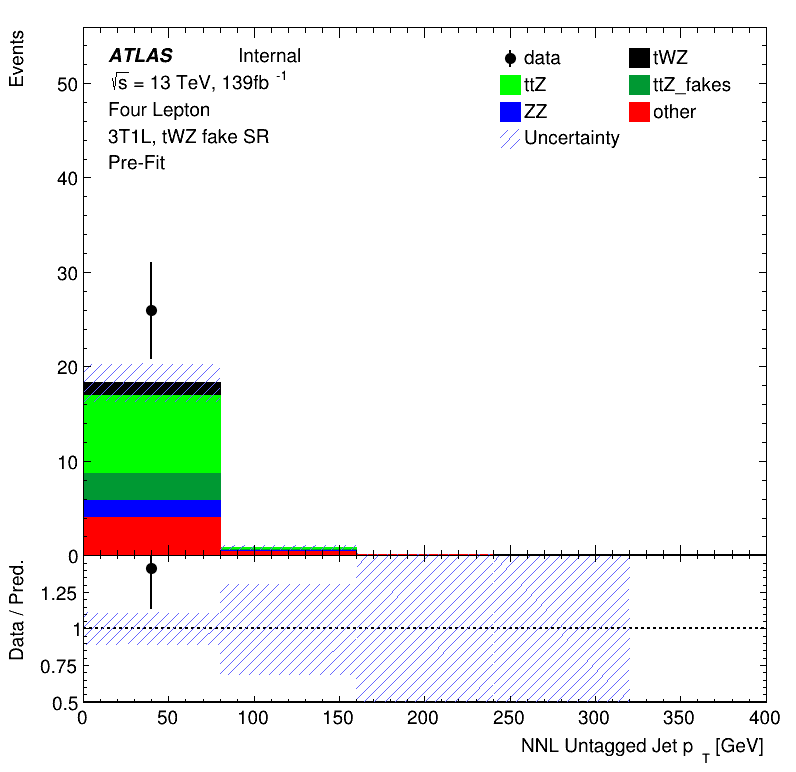 Events
ATLAS Internal
√s = 13 TeV, 139fb -1
Four Lepton
3T1L, tWZ fake SR
Pre-Fit
data tWZ
ttZ ttZ_fakes
ZZ other
Uncertainty
50
40
30
20
10
0
Data / Pred.
1.25
1
0.75
0.5
0 50 100 150 200 250 300 350 400
NNL Untagged Jet p T [GeV]